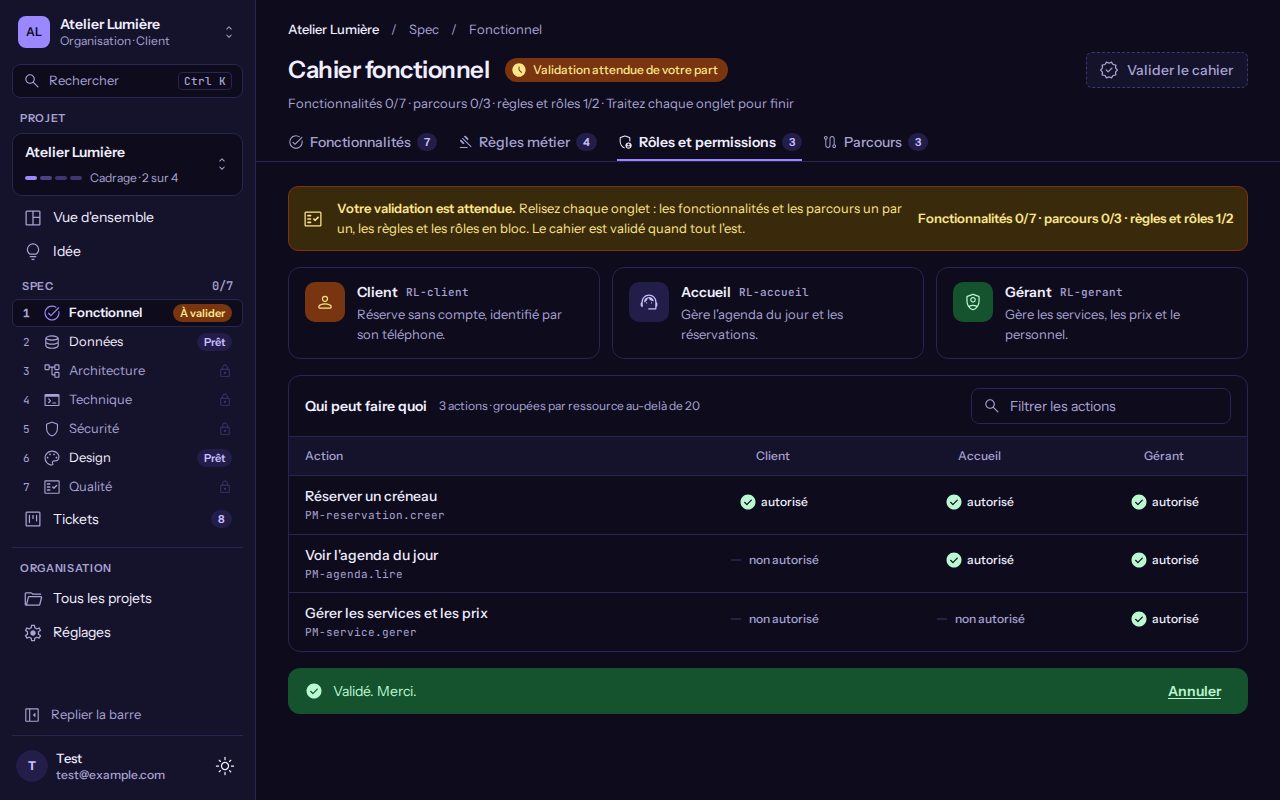 AL
Atelier Lumière
Organisation · Client
Rechercher
Ctrl K
PROJET
Atelier Lumière
Cadrage · 2 sur 4
Vue d'ensemble
Idée
SPEC 0/7
1 Fonctionnel À valider
2 Données Prêt
3 Architecture
4 Technique
5 Sécurité
6 Design Prêt
7 Qualité
Tickets 8
ORGANISATION
Tous les projets
Réglages
Replier la barre
T
Test
test@example.com
Atelier Lumière / Spec / Fonctionnel
Cahier fonctionnel
Validation attendue de votre part
Valider le cahier
Fonctionnalités 0/7 · parcours 0/3 · règles et rôles 1/2 · Traitez chaque onglet pour finir
Fonctionnalités 7
Règles métier 4
Rôles et permissions 3
Parcours 3
Votre validation est attendue. Relisez chaque onglet : les fonctionnalités et les parcours un par
un, les règles et les rôles en bloc. Le cahier est validé quand tout l'est.
Fonctionnalités 0/7 · parcours 0/3 · règles et rôles 1/2
Client RL-client
Réserve sans compte, identifié par
son téléphone.
Accueil RL-accueil
Gère l'agenda du jour et les
réservations.
Gérant RL-gerant
Gère les services, les prix et le
personnel.
Qui peut faire quoi
3 actions · groupées par ressource au-delà de 20
Filtrer les actions
Action Client Accueil Gérant
Réserver un créneau
PM-reservation.creer
autorisé autorisé autorisé
Voir l'agenda du jour
PM-agenda.lire
— non autorisé autorisé autorisé
Gérer les services et les prix
PM-service.gerer
— non autorisé — non autorisé autorisé
Validé. Merci.
Annuler